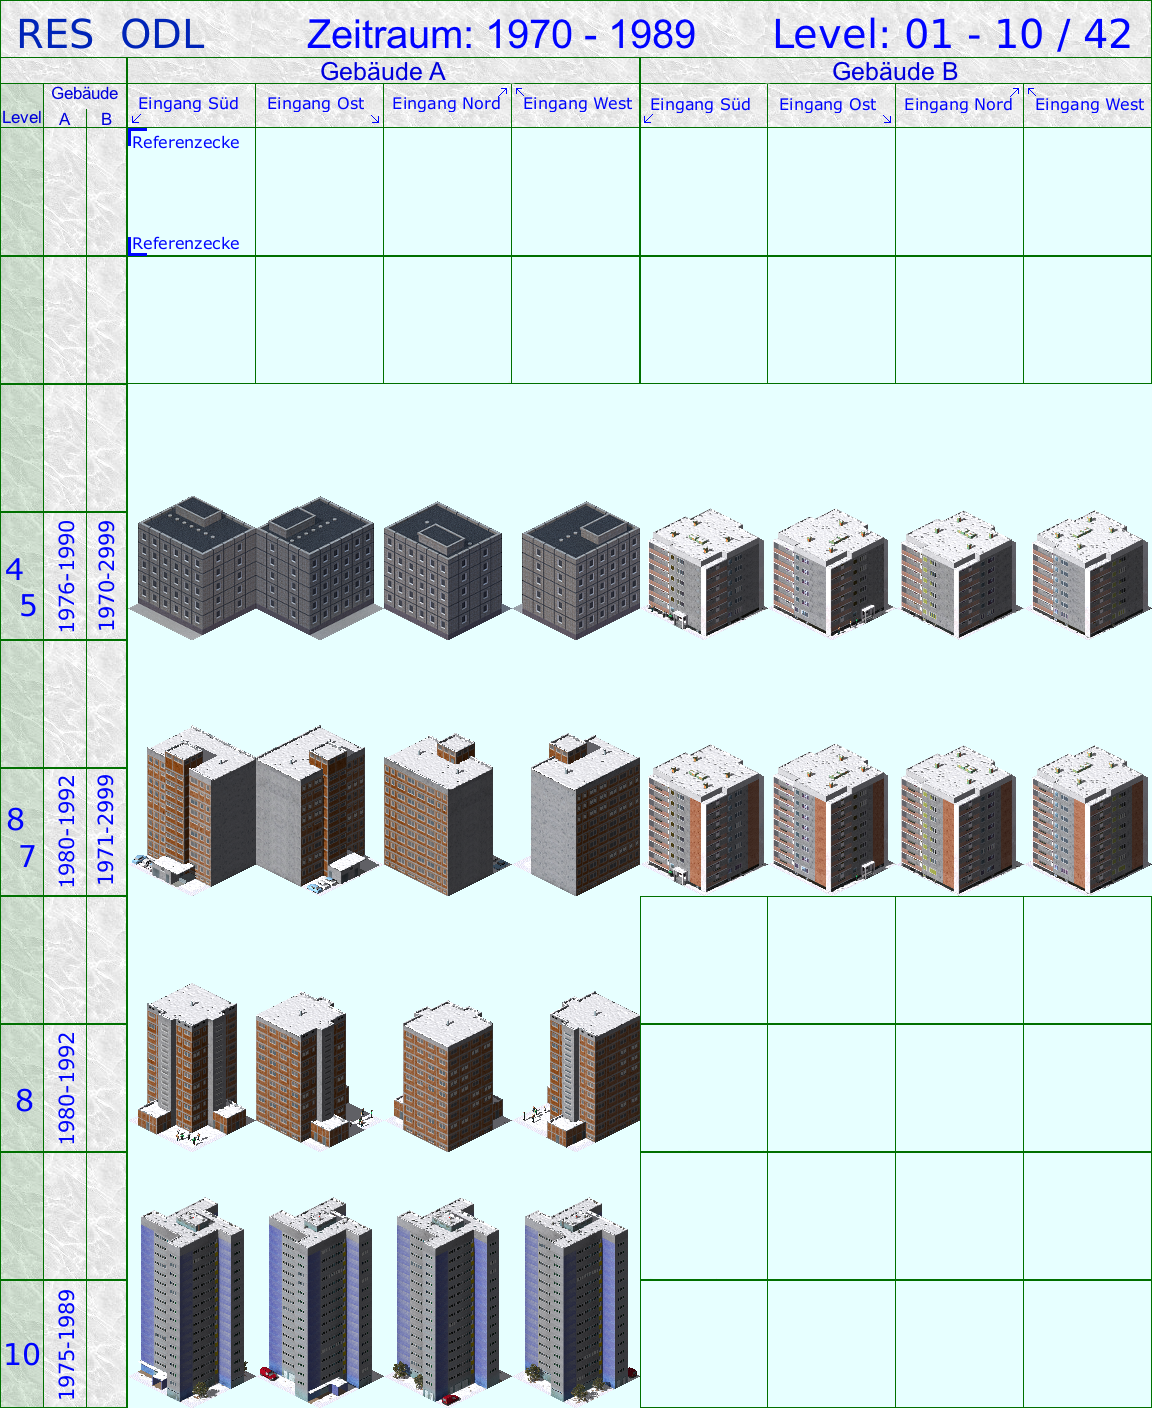 RES ODL Zeitraum: 1970 - 1989 Level: 01 - 10 / 42
Gebäude A Gebäude B
Level Gebäude A B Eingang Süd Eingang Ost Eingang Nord Eingang West Eingang Süd Eingang Ost Eingang Nord Eingang West
Referenzecke
Referenzecke
4 5 1976-1990 1970-2999
8 7 1980-1992 1971-2999
8 1980-1992
10 1975-1989